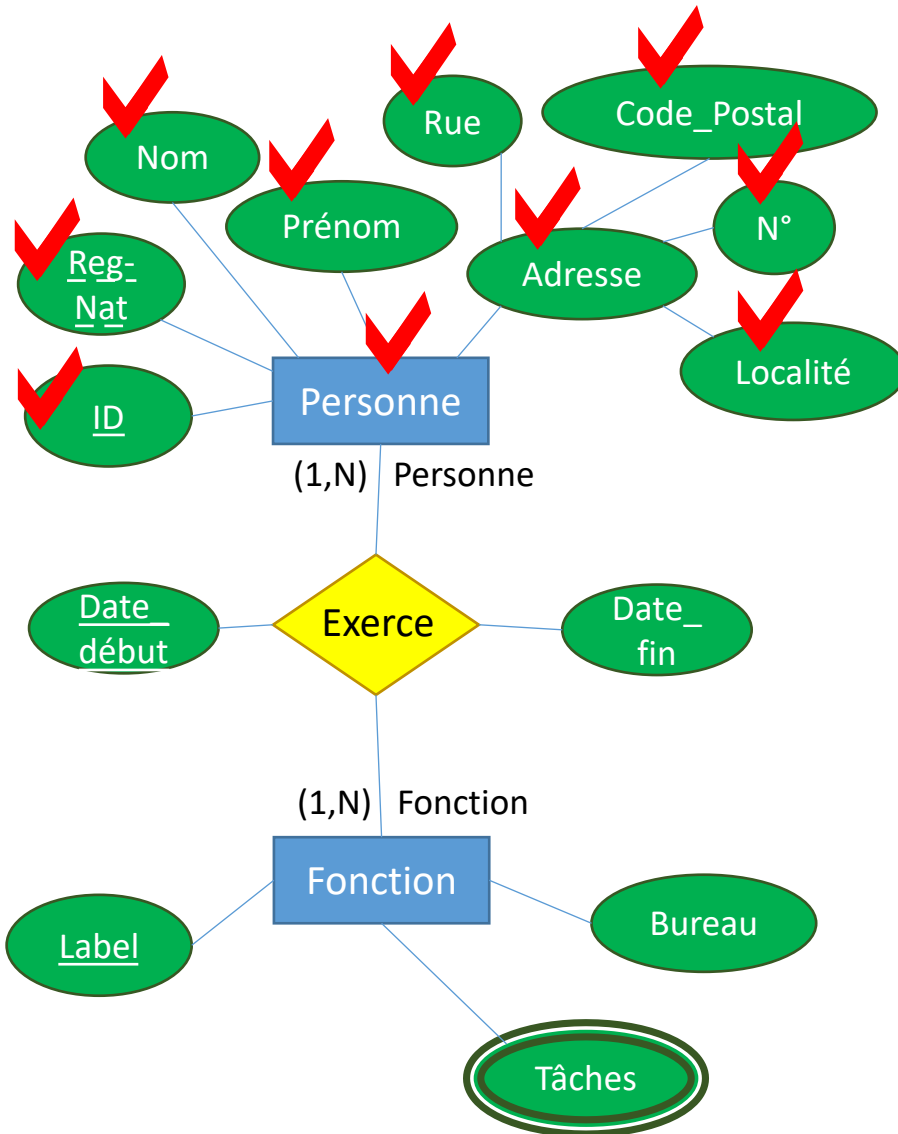 Rue
Code_Postal
Nom
Prénom
N°
Reg-
Nat
Adresse
Localité
ID
Personne
(1,N) Personne
Date_
début
Exerce
Date_
fin
(1,N) Fonction
Fonction
Label
Bureau
Tâches